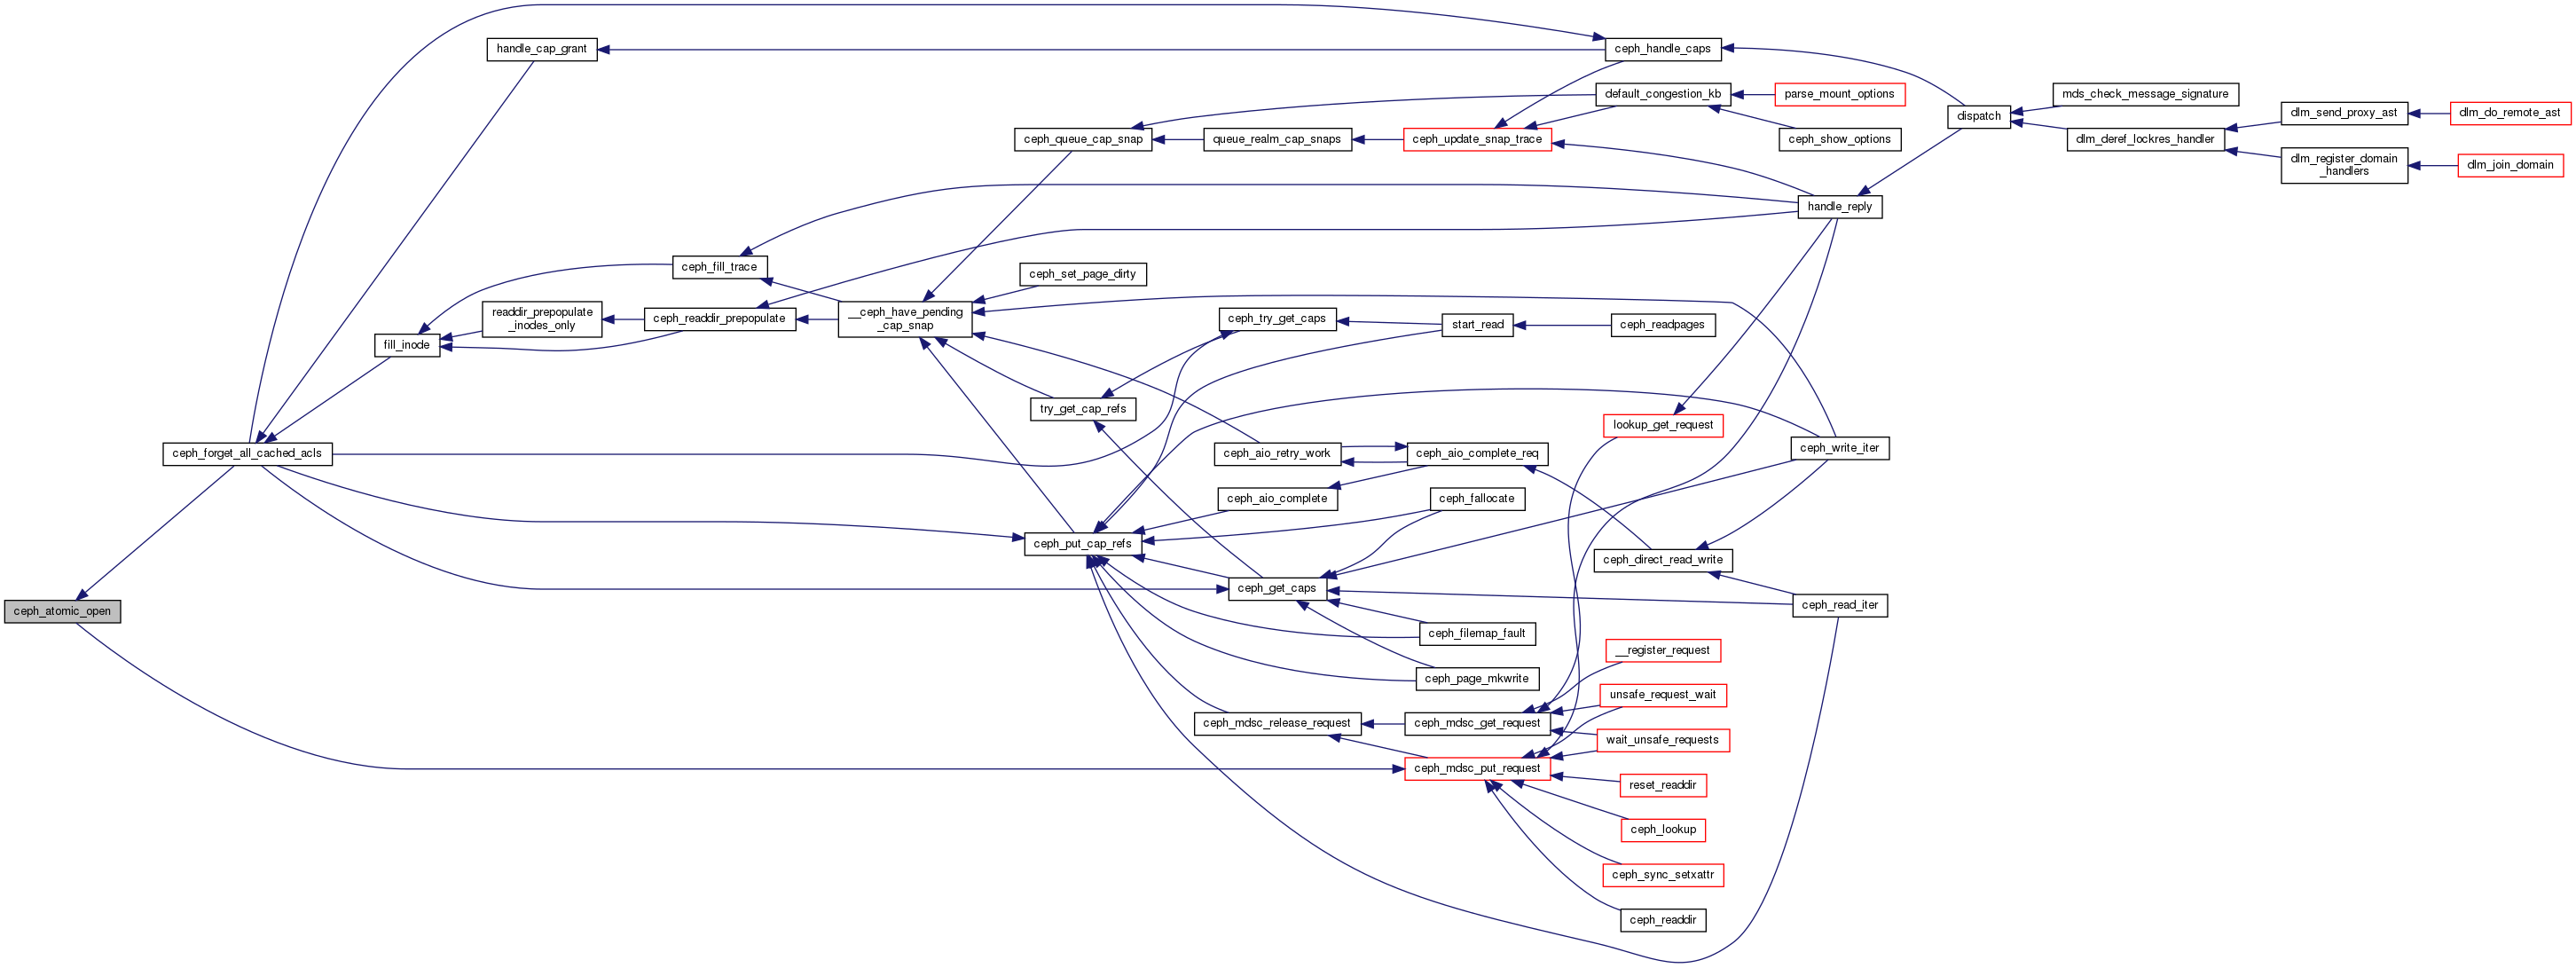 handle_cap_grant
ceph_handle_caps
default_congestion_kb
parse_mount_options
mds_check_message_signature
dispatch
dlm_send_proxy_ast
dlm_do_remote_ast
ceph_queue_cap_snap
queue_realm_cap_snaps
ceph_update_snap_trace
ceph_show_options
dlm_deref_lockres_handler
dlm_register_domain
_handlers
dlm_join_domain
handle_reply
ceph_fill_trace
ceph_set_page_dirty
readdir_prepopulate
_inodes_only
ceph_readdir_prepopulate
__ceph_have_pending
_cap_snap
ceph_try_get_caps
start_read
ceph_readpages
fill_inode
try_get_cap_refs
lookup_get_request
ceph_forget_all_cached_acls
ceph_aio_retry_work
ceph_aio_complete_req
ceph_write_iter
ceph_aio_complete
ceph_fallocate
ceph_put_cap_refs
ceph_direct_read_write
ceph_get_caps
ceph_atomic_open
ceph_read_iter
ceph_filemap_fault
__register_request
ceph_page_mkwrite
unsafe_request_wait
ceph_mdsc_release_request
ceph_mdsc_get_request
wait_unsafe_requests
ceph_mdsc_put_request
reset_readdir
ceph_lookup
ceph_sync_setxattr
ceph_readdir